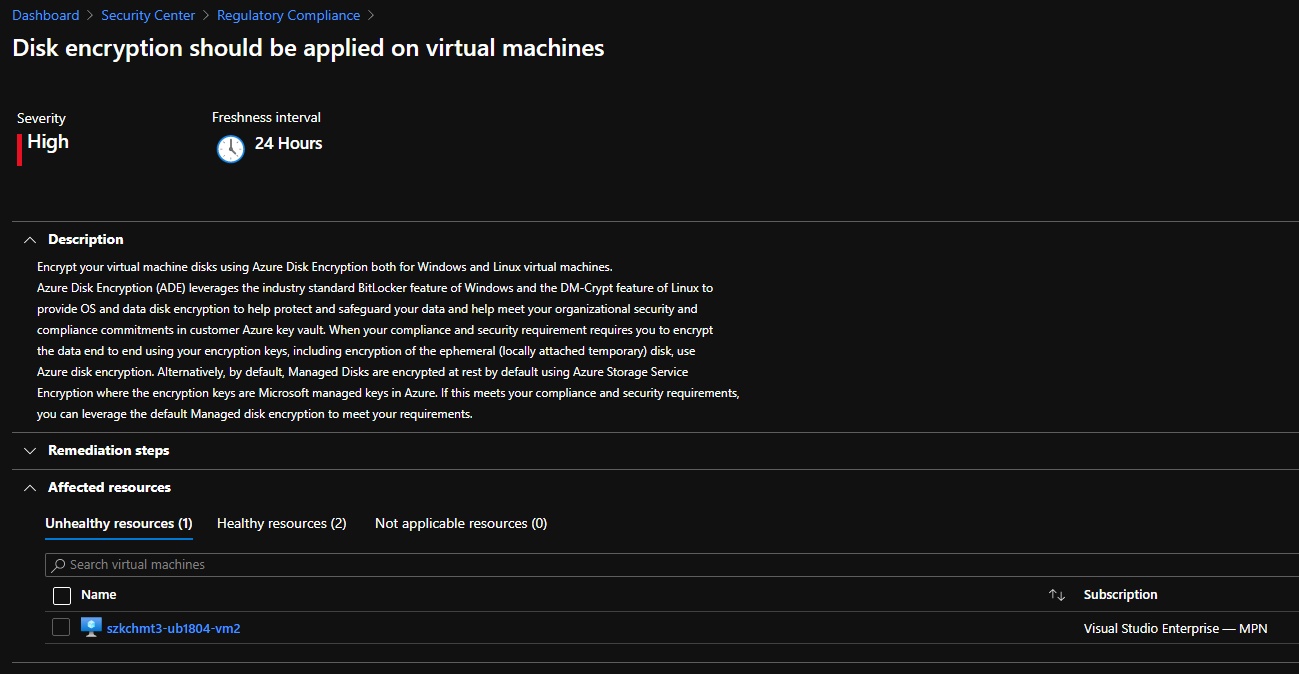 Dashboard > Security Center > Regulatory Compliance >
Disk encryption should be applied on virtual machines
Severity
Freshness interval
High
24 Hours
Description
Encrypt your virtual machine disks using Azure Disk Encryption both for Windows and Linux virtual machines.
Azure Disk Encryption (ADE) leverages the industry standard BitLocker feature of Windows and the DM-Crypt feature of Linux to
provide OS and data disk encryption to help protect and safeguard your data and help meet your organizational security and
compliance commitments in customer Azure key vault. When your compliance and security requirement requires you to encrypt
the data end to end using your encryption keys, including encryption of the ephemeral (locally attached temporary) disk, use
Azure disk encryption. Alternatively, by default, Managed Disks are encrypted at rest by default using Azure Storage Service
Encryption where the encryption keys are Microsoft managed keys in Azure. If this meets your compliance and security requirements,
you can leverage the default Managed disk encryption to meet your requirements.
Remediation steps
Affected resources
Unhealthy resources (1) Healthy resources (2) Not applicable resources (0)
Search virtual machines
Name Subscription
szkchmt3-ub1804-vm2 Visual Studio Enterprise — MPN